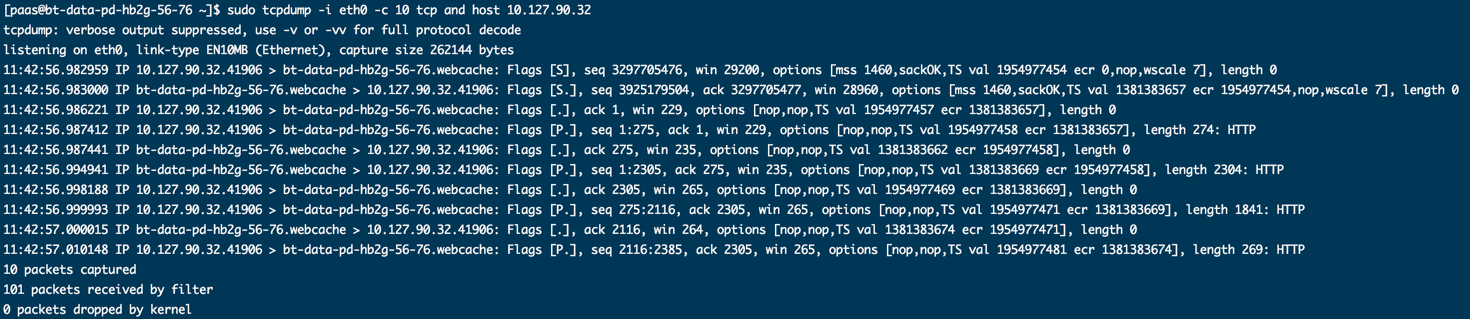 [paas@bt-data-pd-hb2g-56-76 ~]$ sudo tcpdump -i eth0 -c 10 tcp and host 10.127.90.32
tcpdump: verbose output suppressed, use -v or -vv for full protocol decode
listening on eth0, link-type EN10MB (Ethernet), capture size 262144 bytes
11:42:56.982959 IP 10.127.90.32.41906 > bt-data-pd-hb2g-56-76.webcache: Flags [S], seq 3297705476, win 29200, options [mss 1460,sackOK,TS val 1954977454 ecr 0,nop,wscale 7], length 0
11:42:56.983000 IP bt-data-pd-hb2g-56-76.webcache > 10.127.90.32.41906: Flags [S.], seq 3925179504, ack 3297705477, win 28960, options [mss 1460,sackOK,TS val 1381383657 ecr 1954977454,nop,wscale 7], length 0
11:42:56.986221 IP 10.127.90.32.41906 > bt-data-pd-hb2g-56-76.webcache: Flags [.], ack 1, win 229, options [nop,nop,TS val 1954977457 ecr 1381383657], length 0
11:42:56.987412 IP 10.127.90.32.41906 > bt-data-pd-hb2g-56-76.webcache: Flags [P.], seq 1:275, ack 1, win 229, options [nop,nop,TS val 1954977458 ecr 1381383657], length 274: HTTP
11:42:56.987441 IP bt-data-pd-hb2g-56-76.webcache > 10.127.90.32.41906: Flags [.], ack 275, win 235, options [nop,nop,TS val 1381383662 ecr 1954977458], length 0
11:42:56.994941 IP bt-data-pd-hb2g-56-76.webcache > 10.127.90.32.41906: Flags [P.], seq 1:2305, ack 275, win 235, options [nop,nop,TS val 1381383669 ecr 1954977458], length 2304: HTTP
11:42:56.998188 IP 10.127.90.32.41906 > bt-data-pd-hb2g-56-76.webcache: Flags [.], ack 2305, win 265, options [nop,nop,TS val 1954977469 ecr 1381383669], length 0
11:42:56.999993 IP 10.127.90.32.41906 > bt-data-pd-hb2g-56-76.webcache: Flags [P.], seq 275:2116, ack 2305, win 265, options [nop,nop,TS val 1954977471 ecr 1381383669], length 1841: HTTP
11:42:57.000015 IP bt-data-pd-hb2g-56-76.webcache > 10.127.90.32.41906: Flags [.], ack 2116, win 264, options [nop,nop,TS val 1381383674 ecr 1954977471], length 0
11:42:57.010148 IP 10.127.90.32.41906 > bt-data-pd-hb2g-56-76.webcache: Flags [P.], seq 2116:2385, ack 2305, win 265, options [nop,nop,TS val 1954977481 ecr 1381383674], length 269: HTTP
10 packets captured
101 packets received by filter
0 packets dropped by kernel